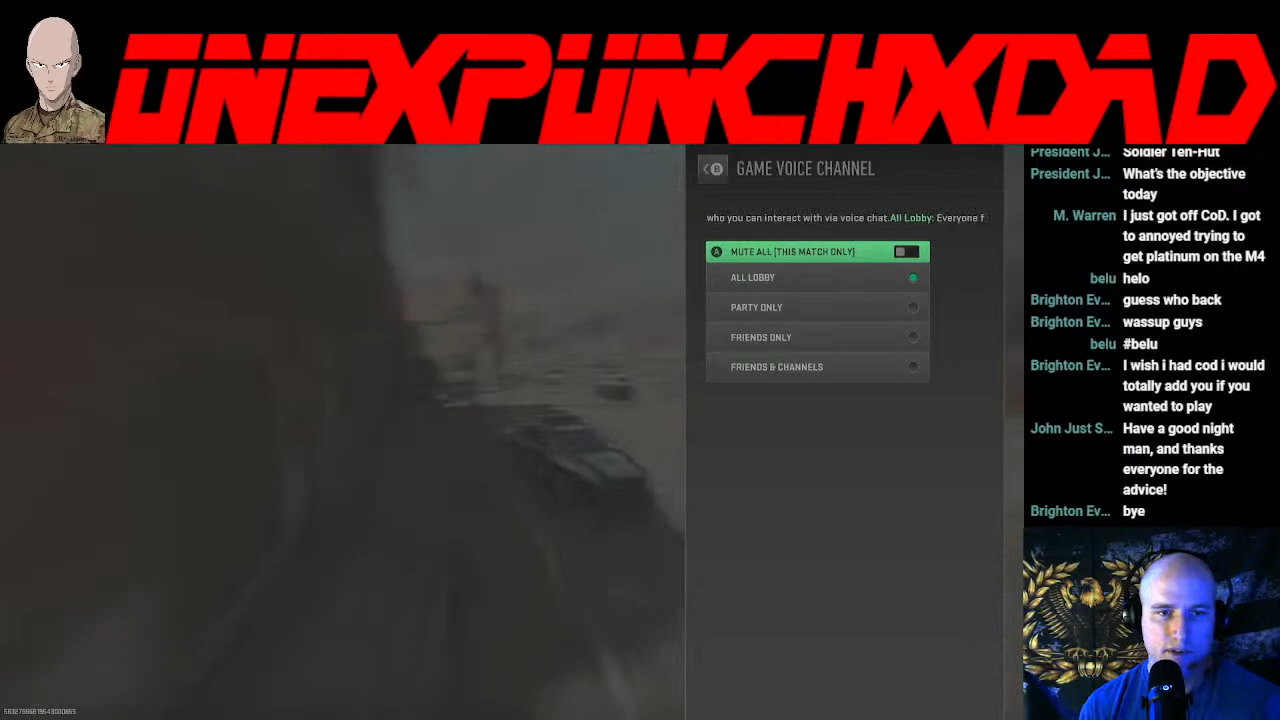 ONEXPUNCHXDAD
B GAME VOICE CHANNEL
who you can interact with via voice chat.All Lobby: Everyone f
A MUTE ALL [THIS MATCH ONLY]
ALL LOBBY
PARTY ONLY
FRIENDS ONLY
FRIENDS & CHANNELS
President J... Soldier Ten-Hut
President J... What's the objective
today
M. Warren I just got off CoD. I got
to annoyed trying to
get platinum on the M4
belu helo
Brighton Ev... guess who back
Brighton Ev... wassup guys
belu #belu
Brighton Ev... I wish i had cod i would
totally add you if you
wanted to play
John Just S... Have a good night
man, and thanks
everyone for the
advice!
Brighton Ev... bye